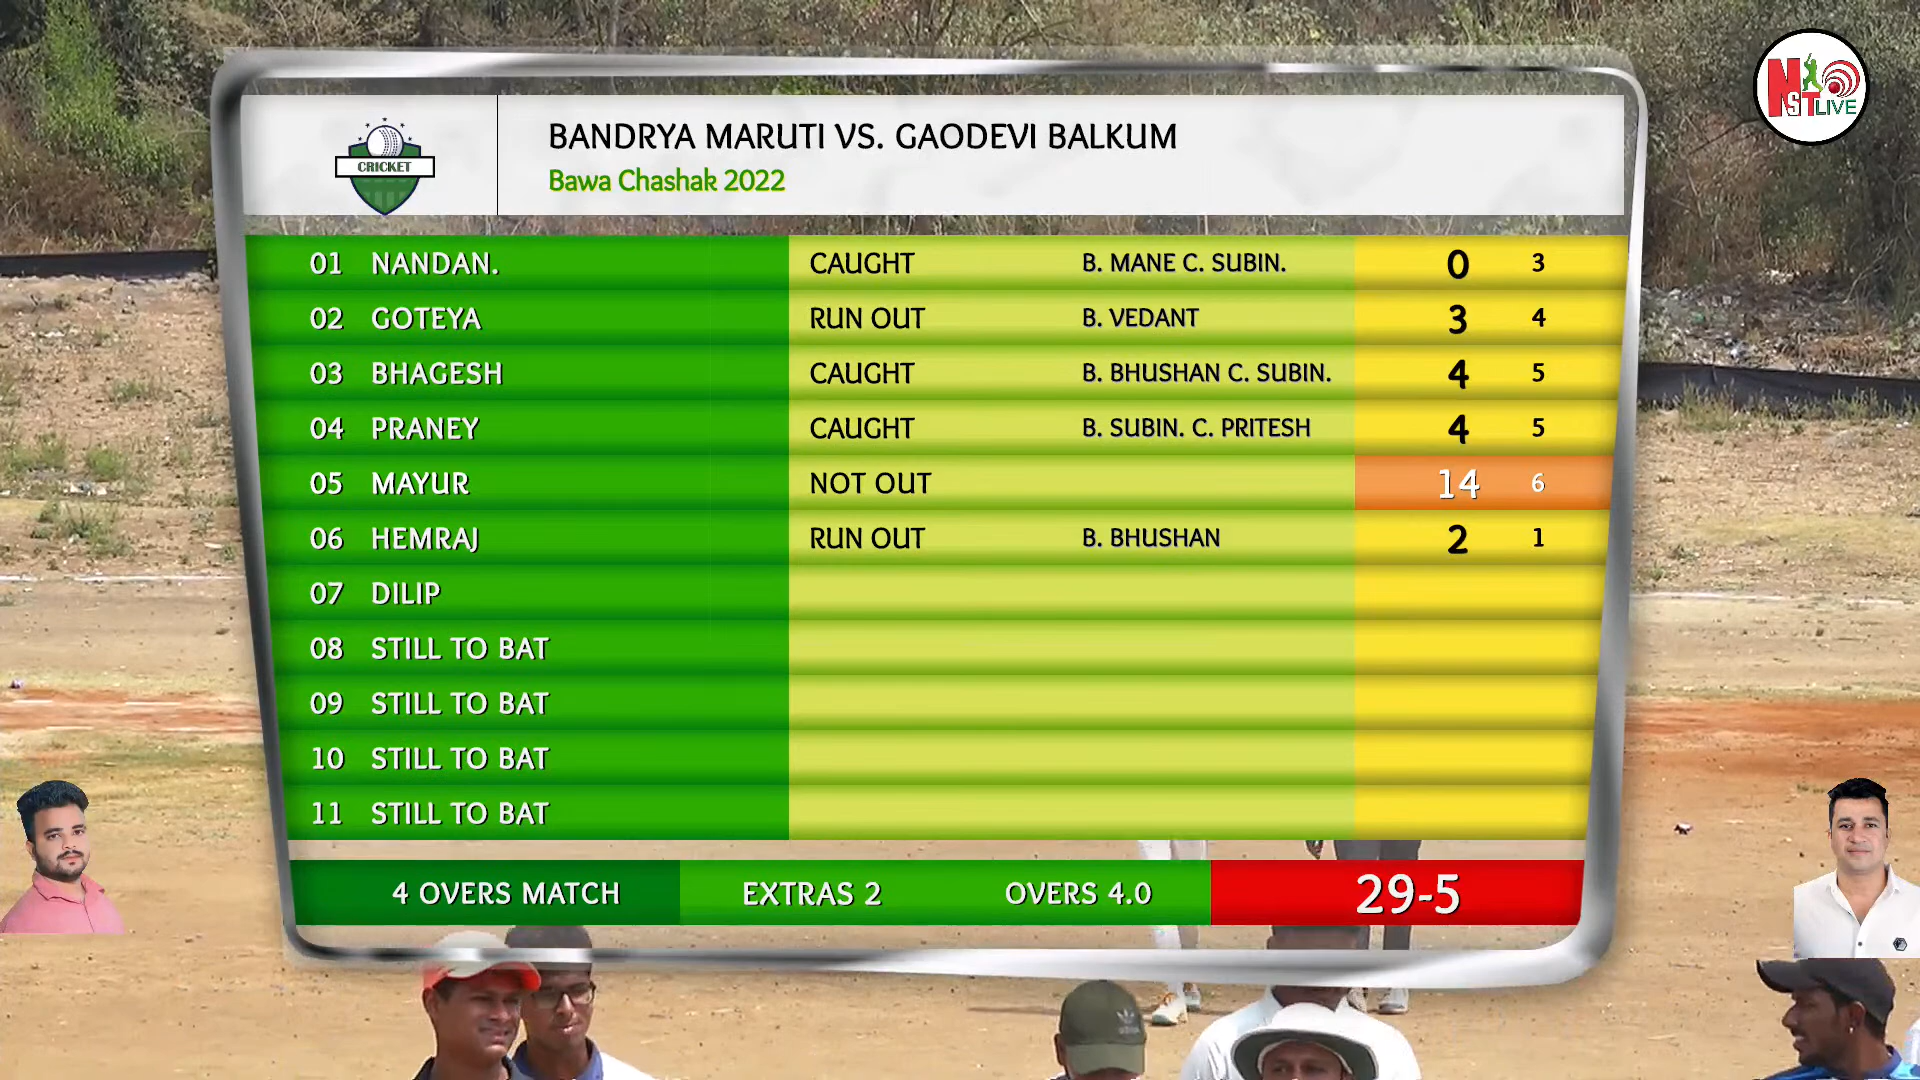 NST LIVE
CRICKET
BANDRYA MARUTI VS. GAODEVI BALKUM
Bawa Chashak 2022
01 NANDAN. CAUGHT B. MANE C. SUBIN. 0 3
02 GOTEYA RUN OUT B. VEDANT 3 4
03 BHAGESH CAUGHT B. BHUSHAN C. SUBIN. 4 5
04 PRANEY CAUGHT B. SUBIN. C. PRITESH 4 5
05 MAYUR NOT OUT 14 6
06 HEMRAJ RUN OUT B. BHUSHAN 2 1
07 DILIP
08 STILL TO BAT
09 STILL TO BAT
10 STILL TO BAT
11 STILL TO BAT
4 OVERS MATCH EXTRAS 2 OVERS 4.0 29-5